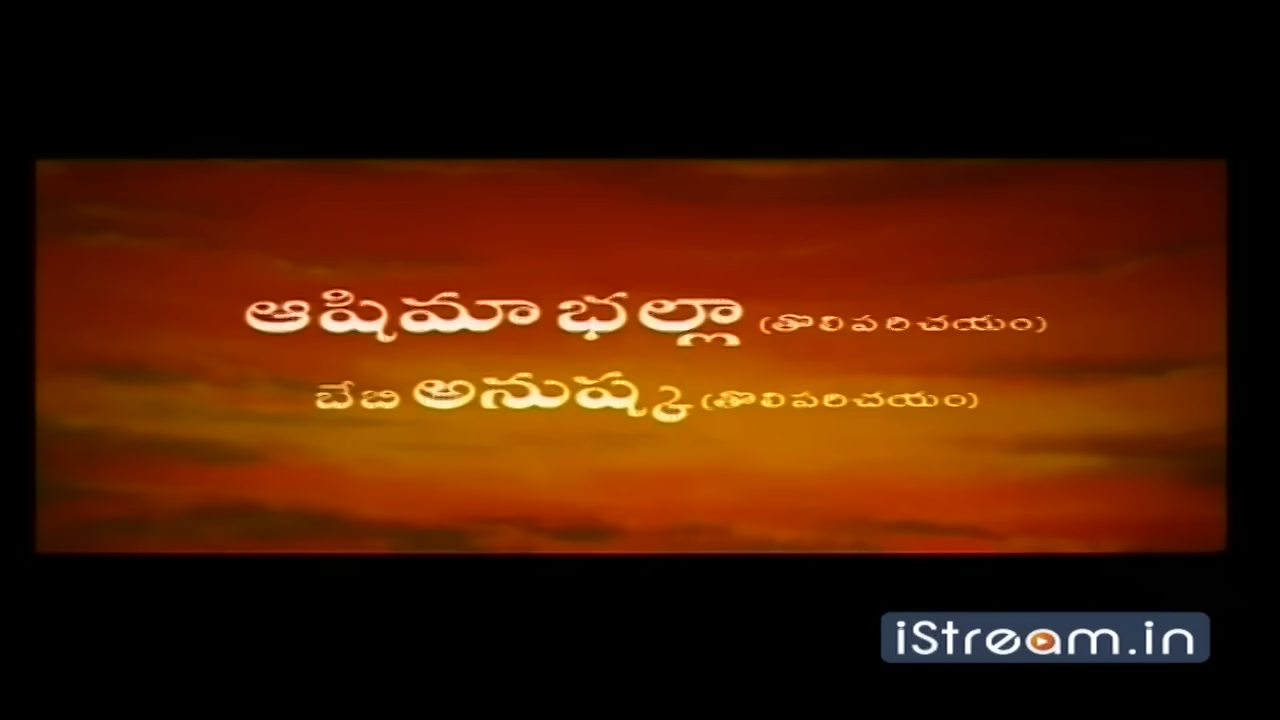 ఆషిమా భల్లా (తొలి పరిచయం)
బేబి అనుష్క (తొలి పరిచయం)
iStream.in